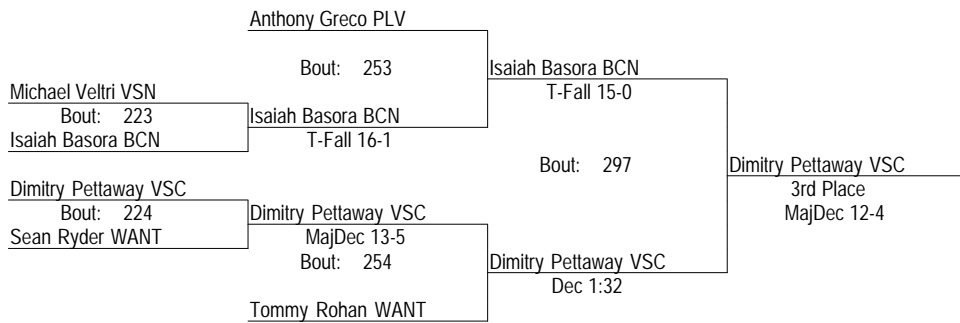 Anthony Greco PLV
Bout: 253
Isaiah Basora BCN
T-Fall 15-0
Michael Veltri VSN
Bout: 223
Isaiah Basora BCN
Isaiah Basora BCN
T-Fall 16-1
Bout: 297
Dimitry Pettaway VSC
3rd Place
MajDec 12-4
Dimitry Pettaway VSC
Bout: 224
Sean Ryder WANT
Dimitry Pettaway VSC
MajDec 13-5
Bout: 254
Dimitry Pettaway VSC
Dec 1:32
Tommy Rohan WANT